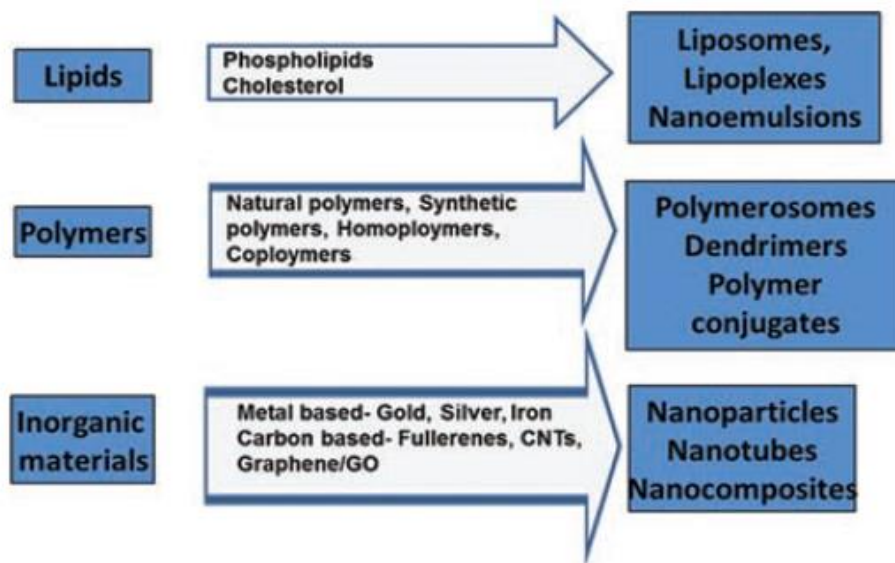 Lipids
Phospholipids
Cholesterol
Liposomes,
Lipoplexes
Nanoemulsions
Polymers
Natural polymers, Synthetic
polymers, Homoploymers,
Coploymers
Polymerosomes
Dendrimers
Polymer
conjugates
Inorganic
materials
Metal based- Gold, Silver, Iron
Carbon based- Fullerenes, CNTs,
Graphene/GO
Nanoparticles
Nanotubes
Nanocomposites